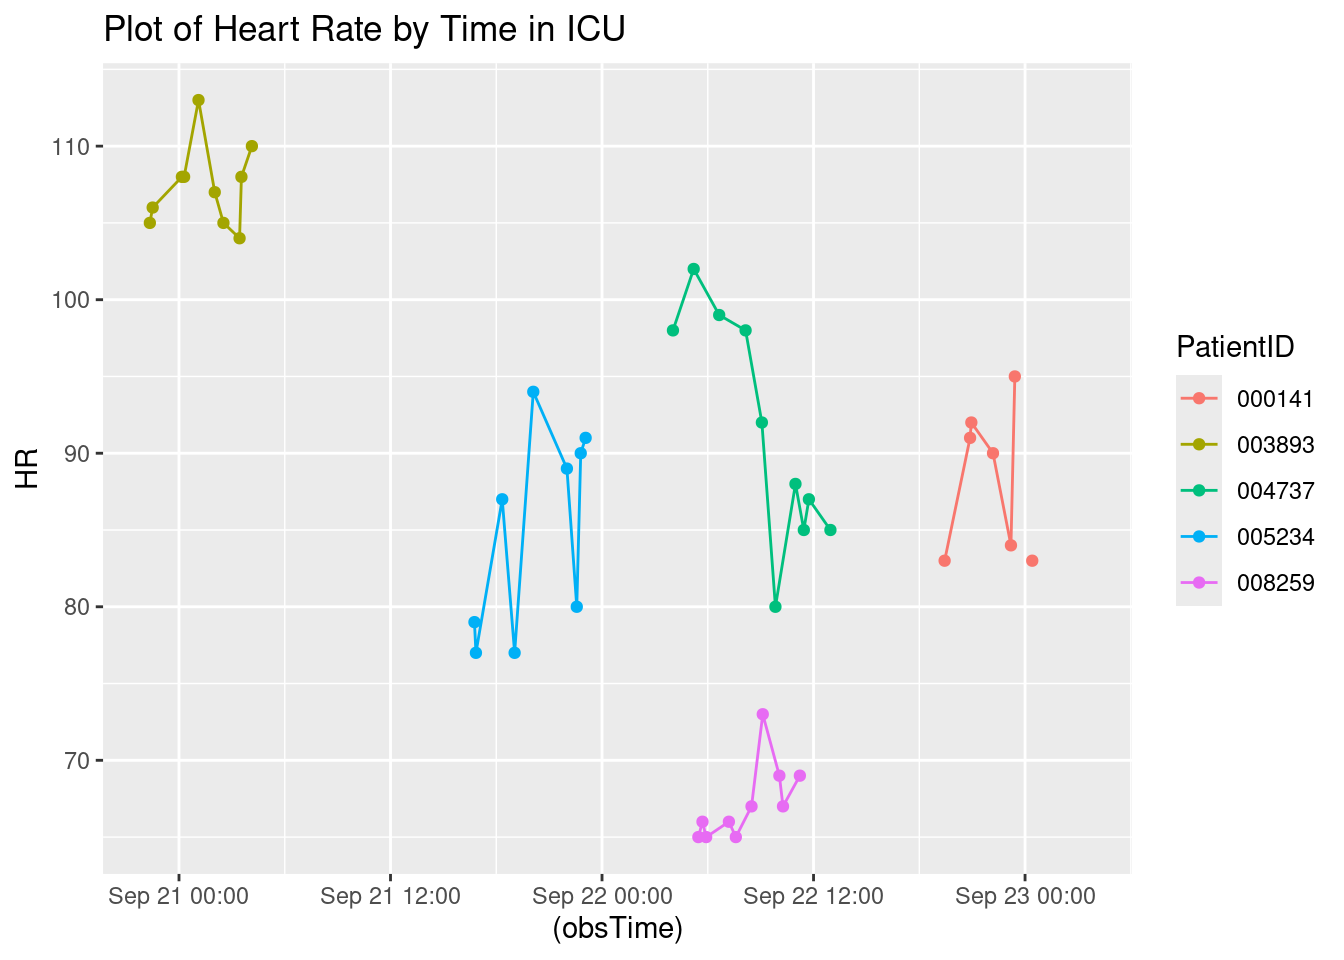 Plot of Heart Rate by Time in ICU
110
100
90
80
70
HR
Sep 21 00:00 Sep 21 12:00 Sep 22 00:00 Sep 22 12:00 Sep 23 00:00
(obsTime)
PatientID
000141
003893
004737
005234
008259